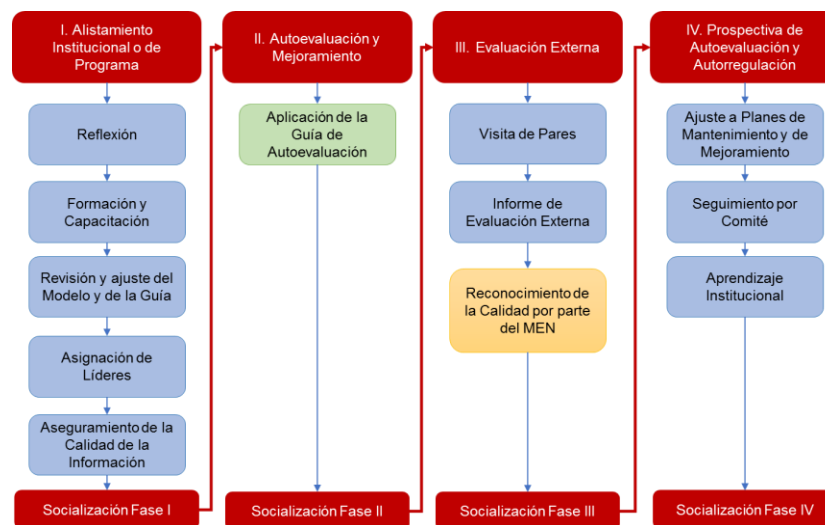 I. Alistamiento
Institucional o de
Programa
Reflexión
Formación y
Capacitación
Revisión y ajuste del
Modelo y de la Guía
Asignación de
Líderes
Aseguramiento de la
Calidad de la
Información
Socialización Fase I
II. Autoevaluación y
Mejoramiento
Aplicación de la
Guía de
Autoevaluación
Socialización Fase II
III. Evaluación Externa
Visita de Pares
Informe de
Evaluación Externa
Reconocimiento de
la Calidad por parte
del MEN
Socialización Fase III
IV. Prospectiva de
Autoevaluación y
Autorregulación
Ajuste a Planes de
Mantenimiento y de
Mejoramiento
Seguimiento por
Comité
Aprendizaje
Institucional
Socialización Fase IV